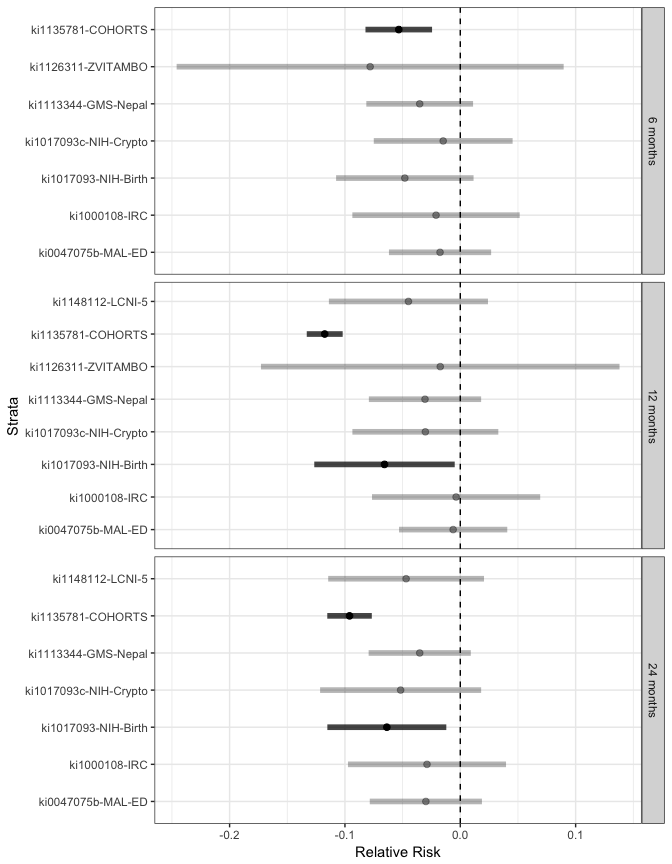 ki1135781-COHORTS
ki1126311-ZVITAMBO
ki1113344-GMS-Nepal
ki1017093c-NIH-Crypto
ki1017093-NIH-Birth
ki1000108-IRC
ki0047075b-MAL-ED
6 months
ki1148112-LCNI-5
ki1135781-COHORTS
ki1126311-ZVITAMBO
ki1113344-GMS-Nepal
ki1017093c-NIH-Crypto
ki1017093-NIH-Birth
ki1000108-IRC
ki0047075b-MAL-ED
12 months
Strata
ki1148112-LCNI-5
ki1135781-COHORTS
ki1113344-GMS-Nepal
ki1017093c-NIH-Crypto
ki1017093-NIH-Birth
ki1000108-IRC
ki0047075b-MAL-ED
24 months
-0.2 -0.1 0.0 0.1
Relative Risk